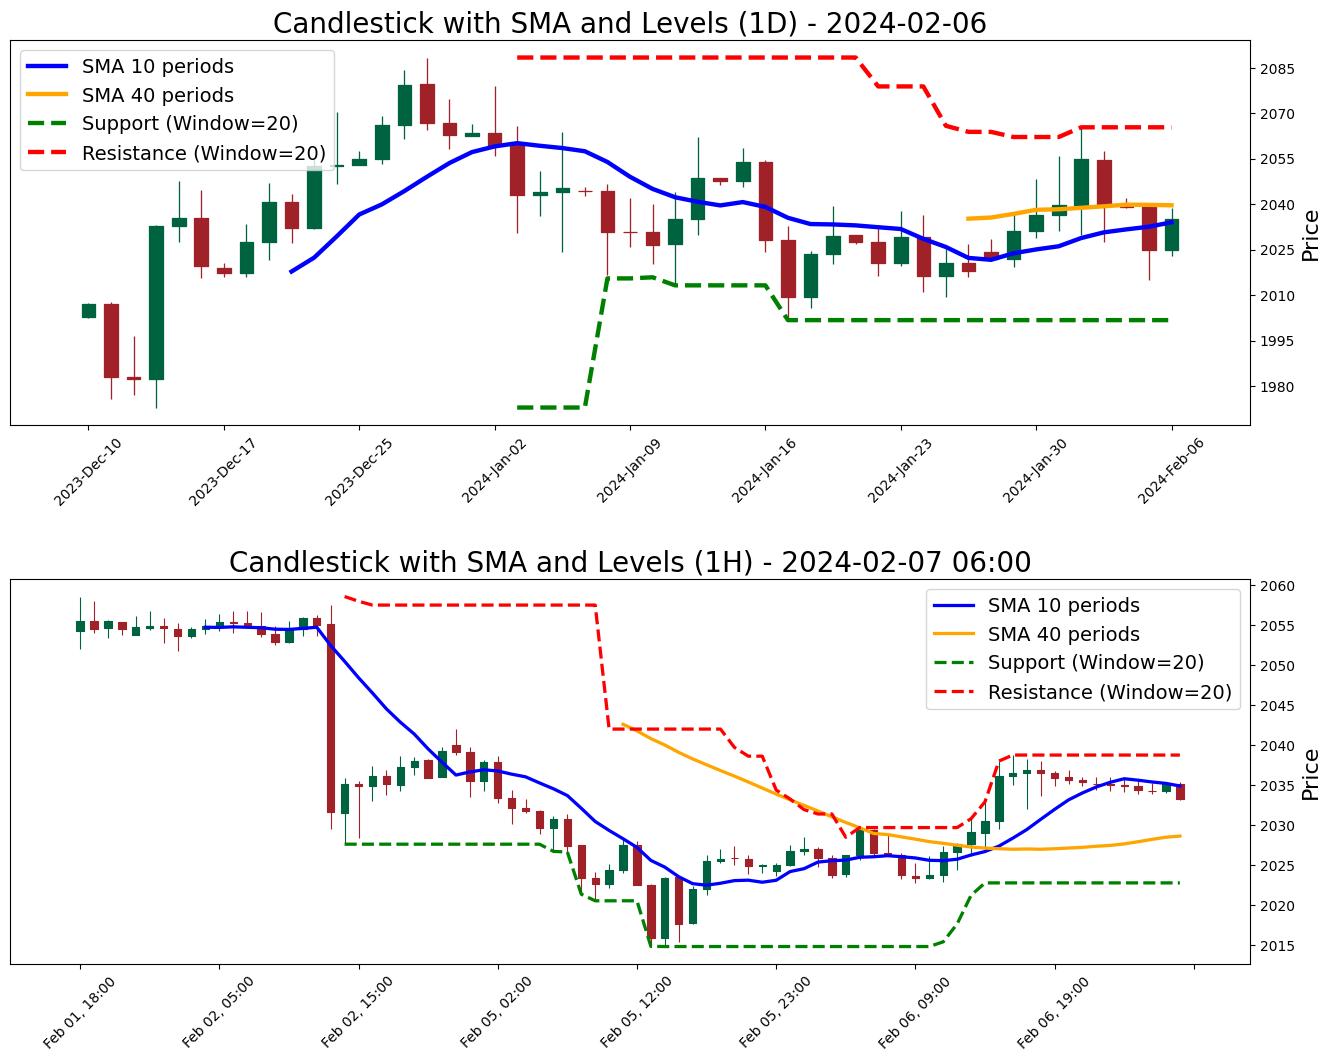 Candlestick with SMA and Levels (1D) - 2024-02-06
SMA 10 periods
SMA 40 periods
Support (Window=20)
Resistance (Window=20)
2085
2070
2055
2040
2025
2010
1995
1980
Price
2023-Dec-10
2023-Dec-17
2023-Dec-25
2024-Jan-02
2024-Jan-09
2024-Jan-16
2024-Jan-23
2024-Jan-30
2024-Feb-06
Candlestick with SMA and Levels (1H) - 2024-02-07 06:00
SMA 10 periods
SMA 40 periods
Support (Window=20)
Resistance (Window=20)
2060
2055
2050
2045
2040
2035
2030
2025
2020
2015
Price
Feb 01, 18:00
Feb 02, 05:00
Feb 02, 15:00
Feb 05, 02:00
Feb 05, 12:00
Feb 05, 23:00
Feb 06, 09:00
Feb 06, 19:00